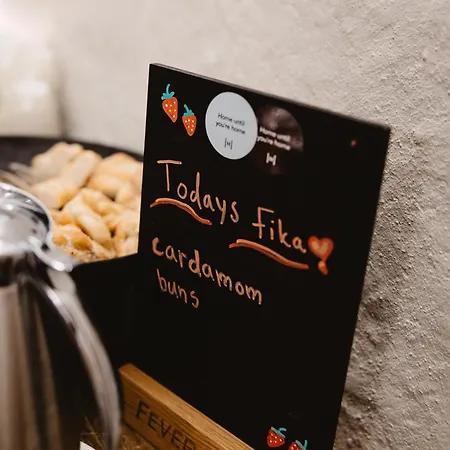 Home until
you're home
|H|
Home until
you're home
|H|
Todays Fika
cardamom
buns
FEVER